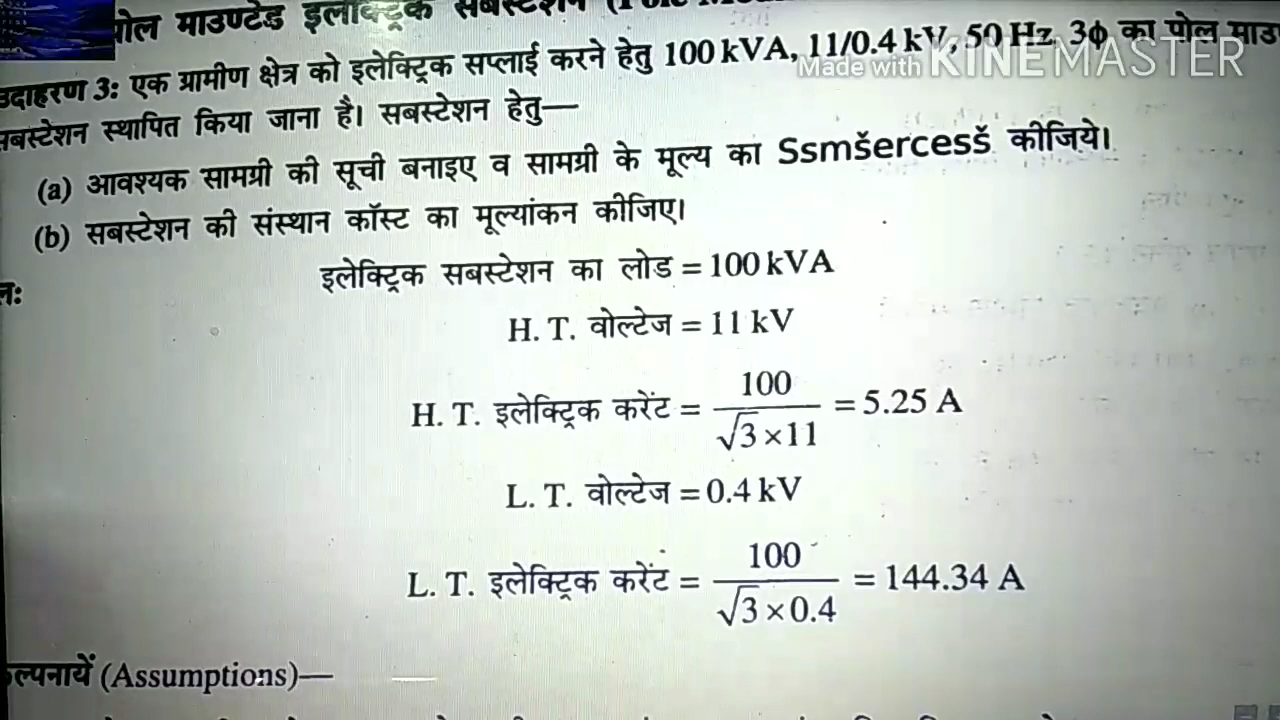 पोल माउण्टेड इलेक्ट्रिक सबस्टेशन
उदाहरण 3: एक ग्रामीण क्षेत्र को इलेक्ट्रिक सप्लाई करने हेतु 100 kVA, 11/0.4 kV, 50 Hz, 3ϕ का पोल माउ
Made with KINEMASTER
सबस्टेशन स्थापित किया जाना है। सबस्टेशन हेतु—
(a) आवश्यक सामग्री की सूची बनाइए व सामग्री के मूल्य का Ssmšercesš कीजिये।
(b) सबस्टेशन की संस्थान कॉस्ट का मूल्यांकन कीजिए।
इलेक्ट्रिक सबस्टेशन का लोड = 100 kVA
H. T. वोल्टेज = 11 kV
H. T. इलेक्ट्रिक करेंट = 100 / √3 × 11 = 5.25 A
L. T. वोल्टेज = 0.4 kV
L. T. इलेक्ट्रिक करेंट = 100 / √3 × 0.4 = 144.34 A
ल्पनायें (Assumptions)—